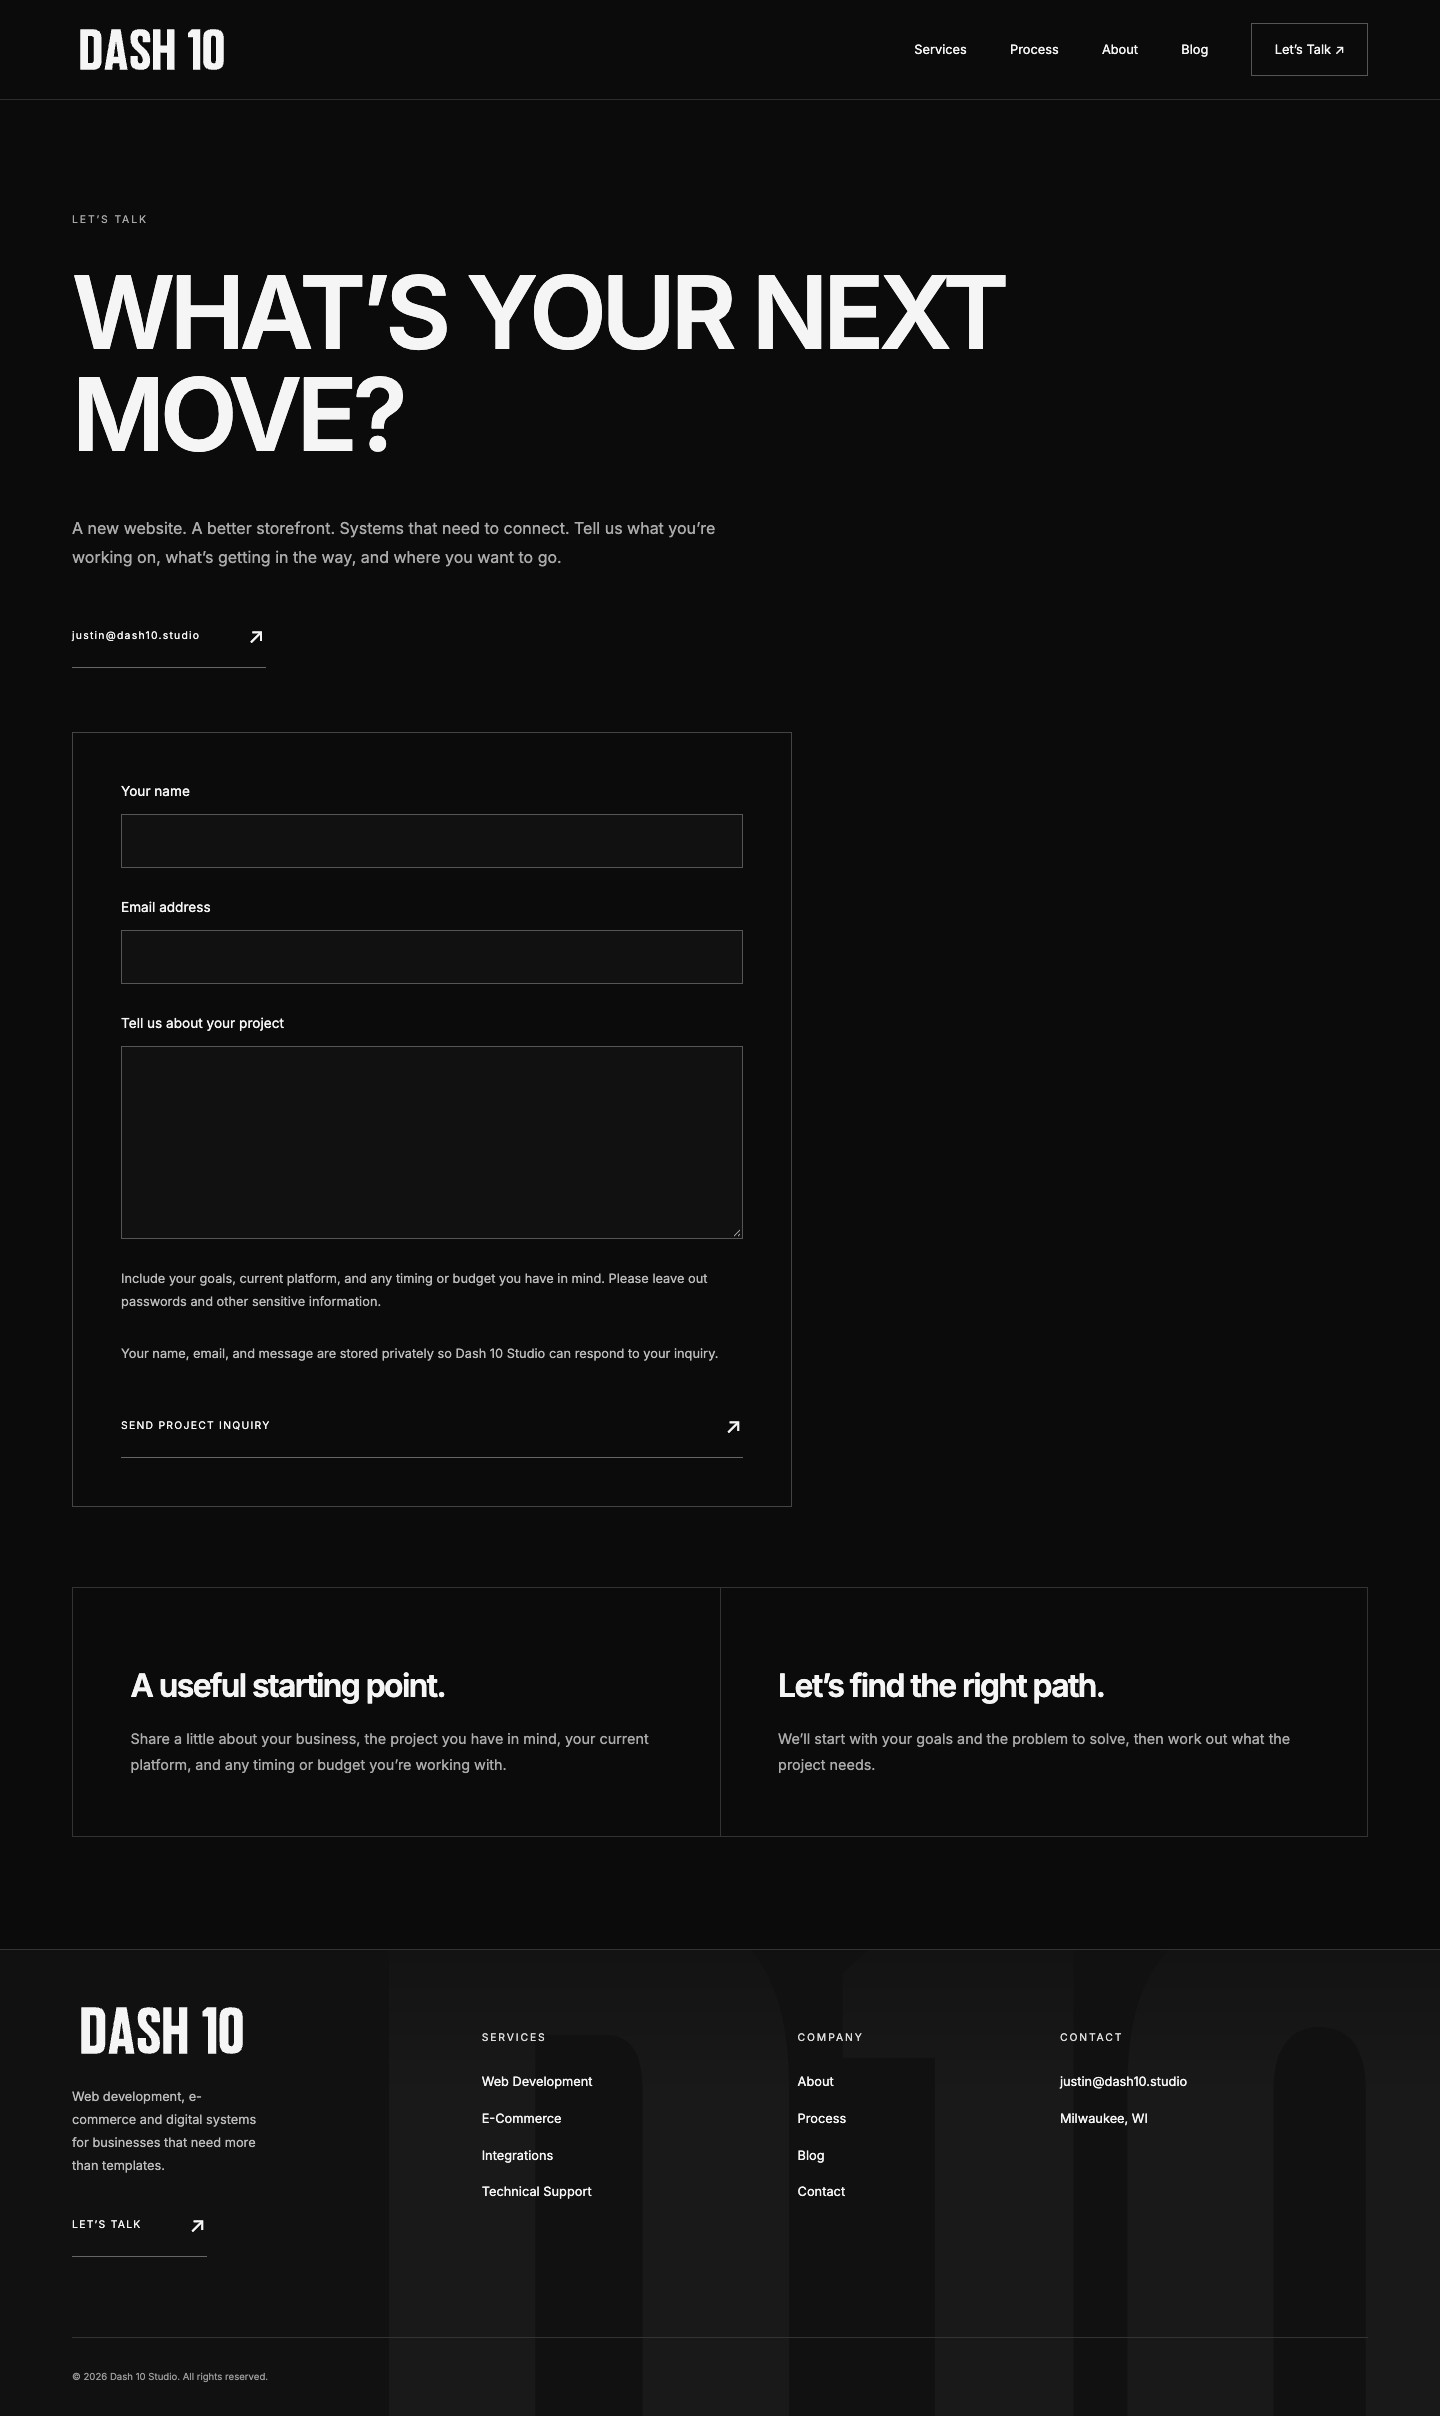 DASH 10
Services
Process
About
Blog
Let’s Talk ↗
LET’S TALK
WHAT’S YOUR NEXT
MOVE?
A new website. A better storefront. Systems that need to connect. Tell us what you’re
working on, what’s getting in the way, and where you want to go.
justin@dash10.studio ↗
Your name
Email address
Tell us about your project
Include your goals, current platform, and any timing or budget you have in mind. Please leave out
passwords and other sensitive information.
Your name, email, and message are stored privately so Dash 10 Studio can respond to your inquiry.
SEND PROJECT INQUIRY ↗
A useful starting point.
Share a little about your business, the project you have in mind, your current
platform, and any timing or budget you’re working with.
Let’s find the right path.
We’ll start with your goals and the problem to solve, then work out what the
project needs.
DASH 10
Web development, e-
commerce and digital systems
for businesses that need more
than templates.
LET’S TALK ↗
SERVICES
Web Development
E-Commerce
Integrations
Technical Support
COMPANY
About
Process
Blog
Contact
CONTACT
justin@dash10.studio
Milwaukee, WI
© 2026 Dash 10 Studio. All rights reserved.